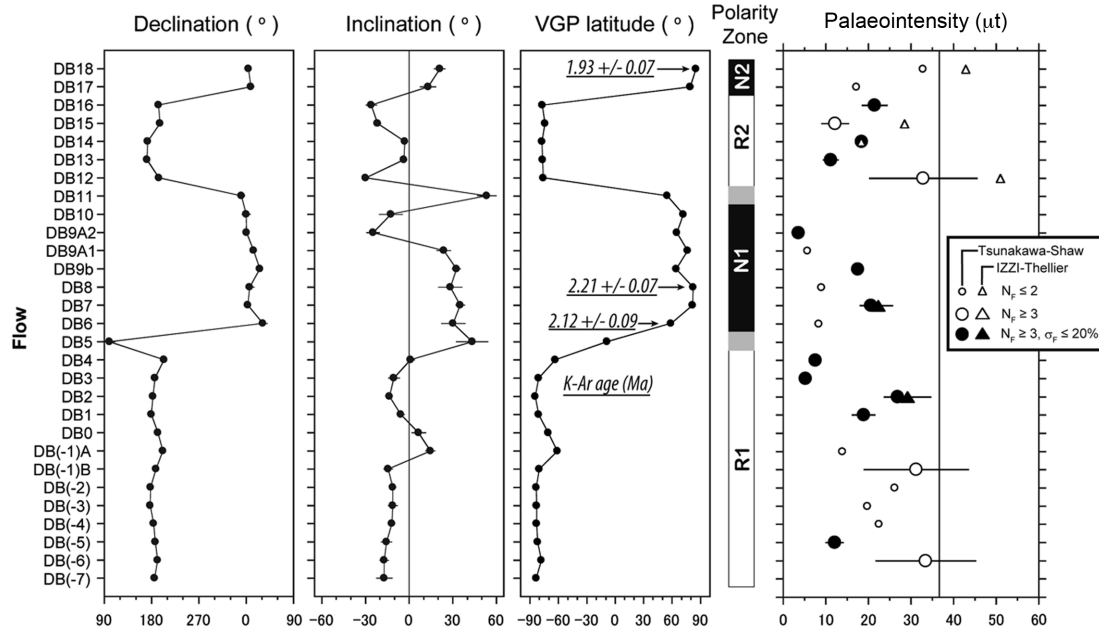 Declination ( ° )
Inclination ( ° )
VGP latitude ( ° )
Polarity
Zone
Palaeointensity (μt)
Flow
DB18
DB17
DB16
DB15
DB14
DB13
DB12
DB11
DB10
DB9A2
DB9A1
DB9b
DB8
DB7
DB6
DB5
DB4
DB3
DB2
DB1
DB0
DB(-1)A
DB(-1)B
DB(-2)
DB(-3)
DB(-4)
DB(-5)
DB(-6)
DB(-7)
90 180 270 0 90
−60 −30 0 30 60
1.93 +/- 0.07
2.21 +/- 0.07
2.12 +/- 0.09
K-Ar age (Ma)
−90 −60 −30 0 30 60 90
N2
R2
N1
R1
Tsunakawa-Shaw
IZZI-Thellier
NF ≤ 2
NF ≥ 3
NF ≥ 3, σF ≤ 20%
0 10 20 30 40 50 60